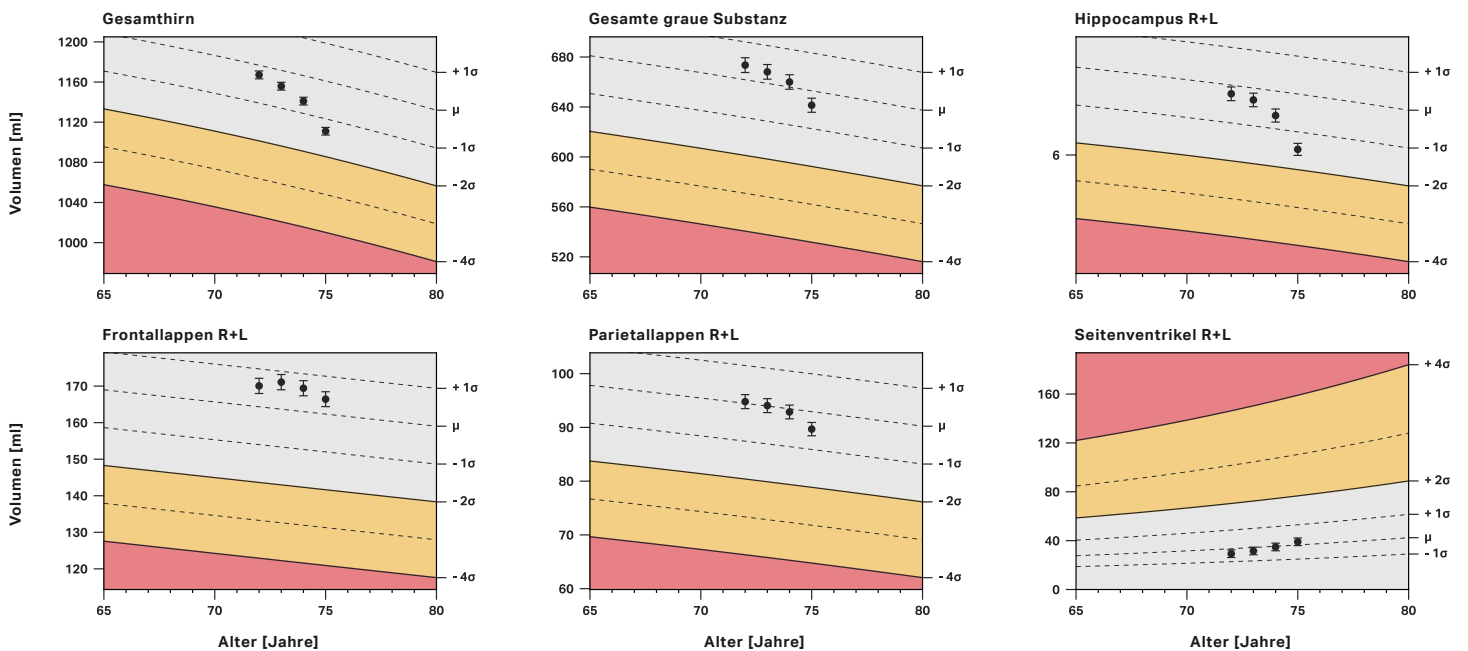 Gesamthirn
Volumen [ml]
1200
1160
1120
1080
1040
1000
65
70
75
80
+ 1σ
μ
- 1σ
- 2σ
- 4σ
Gesamte graue Substanz
680
640
600
560
520
65
70
75
80
+ 1σ
μ
- 1σ
- 2σ
- 4σ
Hippocampus R+L
6
65
70
75
80
+ 1σ
μ
- 1σ
- 2σ
- 4σ
Frontallappen R+L
Volumen [ml]
170
160
150
140
130
120
65
70
75
80
Alter [Jahre]
+ 1σ
μ
- 1σ
- 2σ
- 4σ
Parietallappen R+L
100
90
80
70
60
65
70
75
80
Alter [Jahre]
+ 1σ
μ
- 1σ
- 2σ
- 4σ
Seitenventrikel R+L
160
120
80
40
0
65
70
75
80
Alter [Jahre]
+ 4σ
+ 2σ
+ 1σ
μ
- 1σ